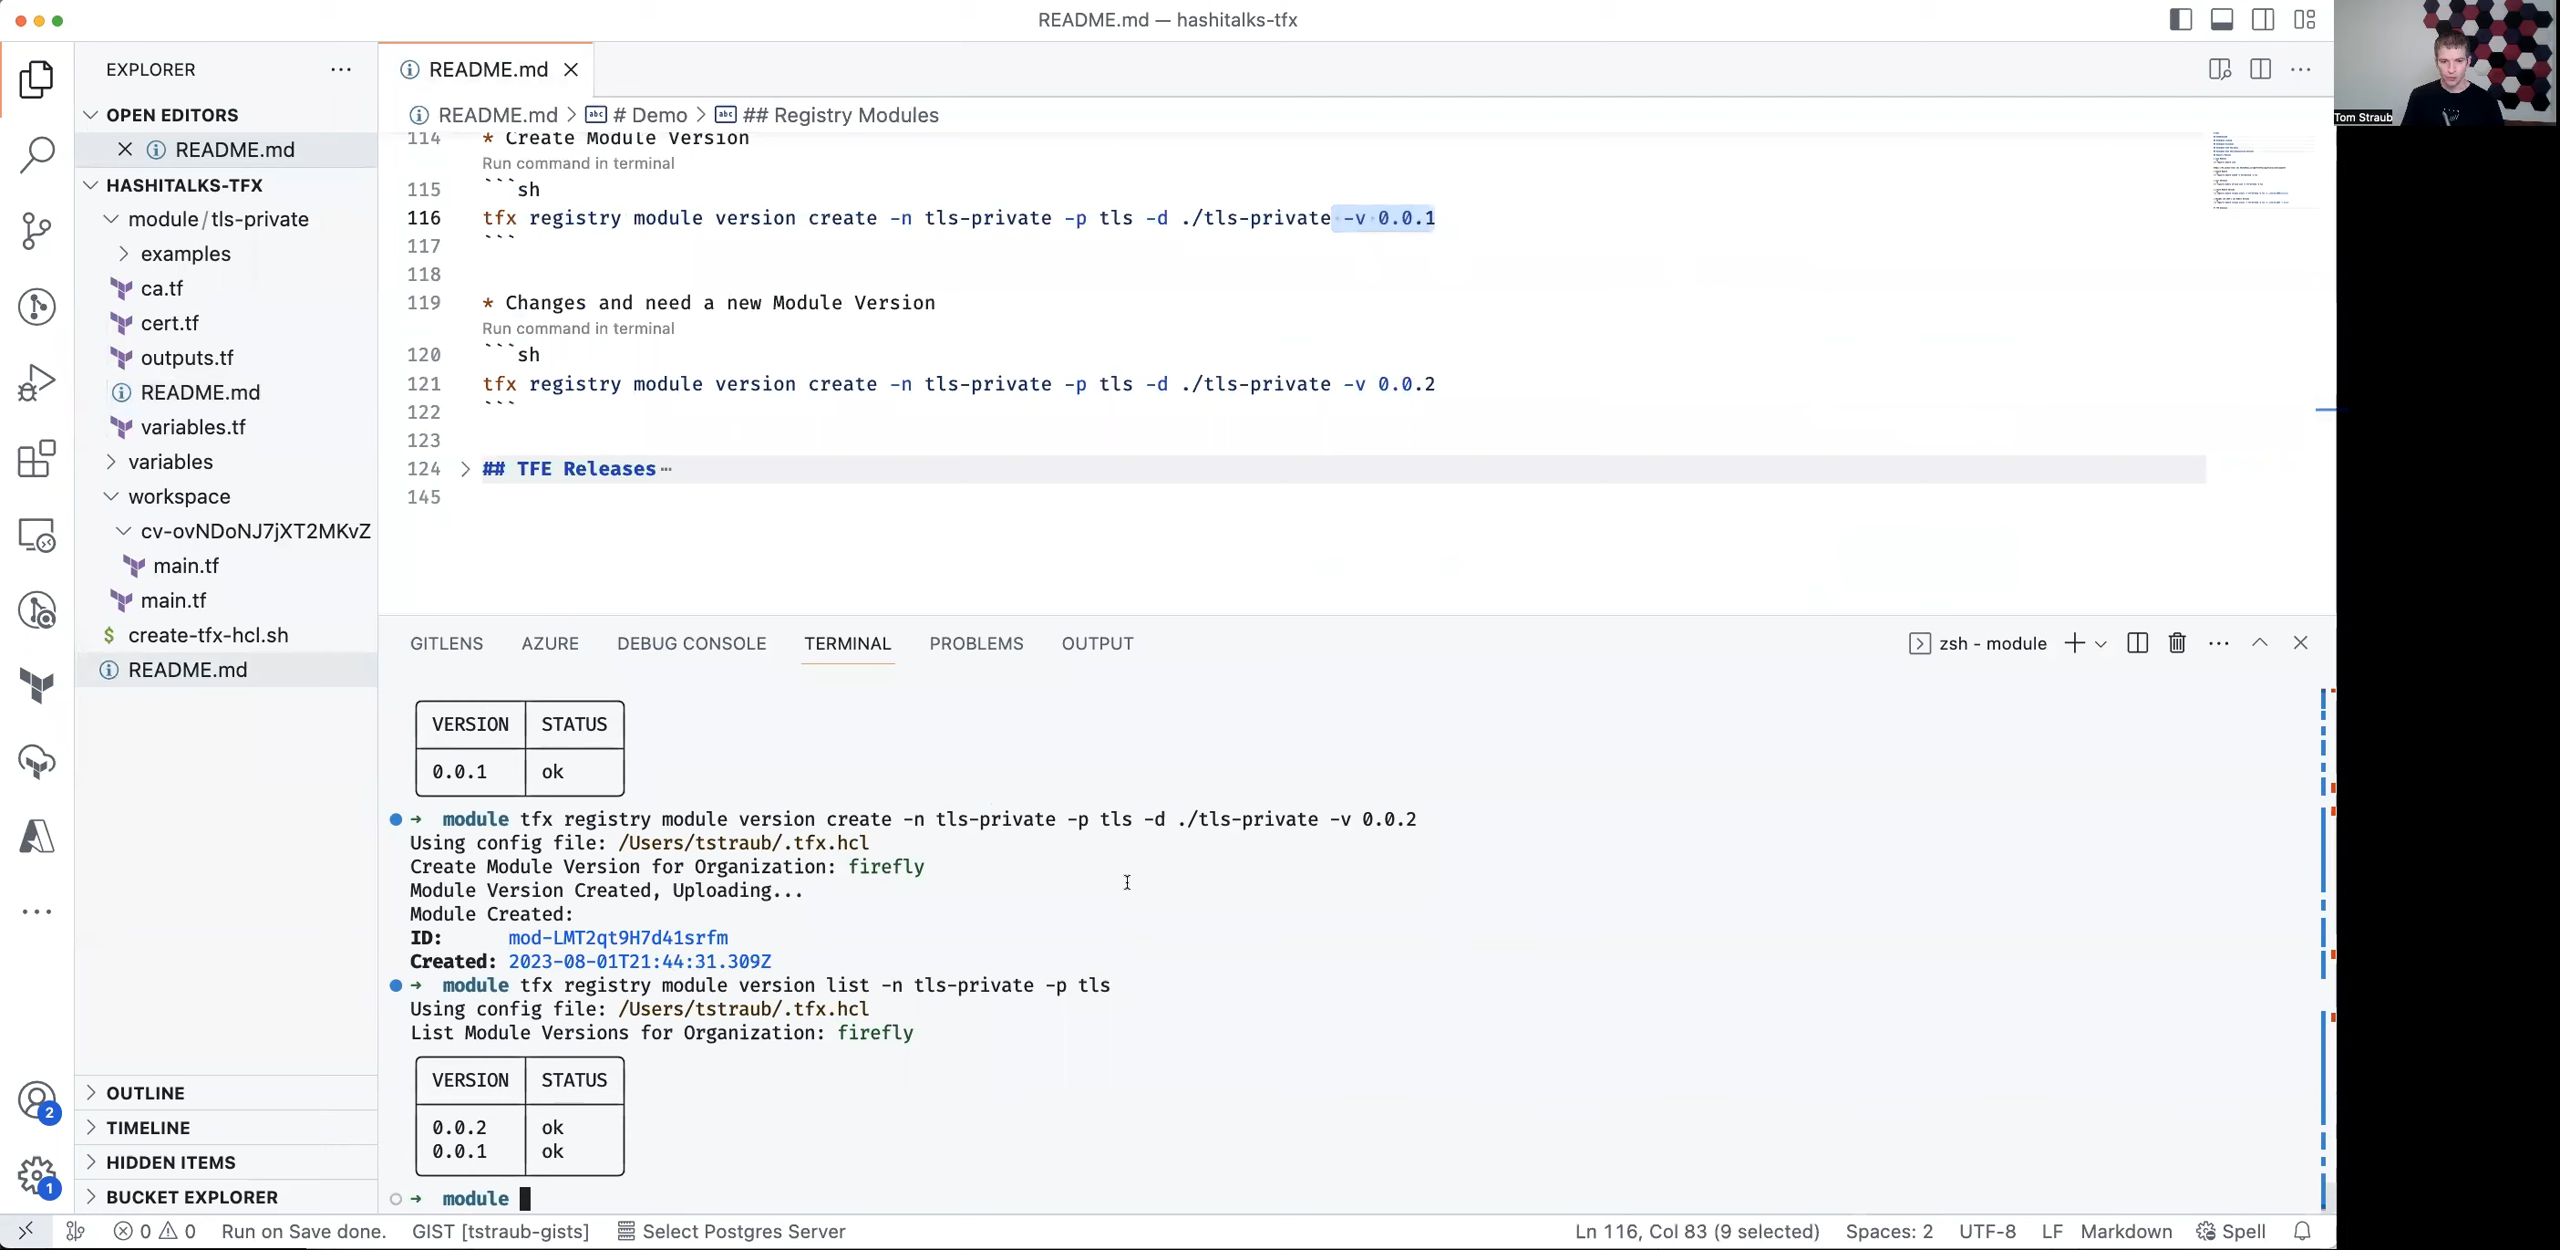 README.md — hashitalks-tfx
EXPLORER
OPEN EDITORS
README.md
HASHITALKS-TFX
module/tls-private
examples
ca.tf
cert.tf
outputs.tf
README.md
variables.tf
variables
workspace
cv-ovNDoNJ7jXT2MKvZ
main.tf
main.tf
$ create-tfx-hcl.sh
README.md
OUTLINE
TIMELINE
HIDDEN ITEMS
BUCKET EXPLORER
2
1
README.md
README.md > # Demo > ## Registry Modules
114 * Create Module Version
Run command in terminal
115 ```sh
116 tfx registry module version create -n tls-private -p tls -d ./tls-private -v 0.0.1
117 ```
118
119 * Changes and need a new Module Version
Run command in terminal
120 ```sh
121 tfx registry module version create -n tls-private -p tls -d ./tls-private -v 0.0.2
122 ```
123
124 ## TFE Releases
145
GITLENS AZURE DEBUG CONSOLE TERMINAL PROBLEMS OUTPUT
zsh - module
VERSION STATUS
0.0.1 ok
→ module tfx registry module version create -n tls-private -p tls -d ./tls-private -v 0.0.2
Using config file: /Users/tstraub/.tfx.hcl
Create Module Version for Organization: firefly
Module Version Created, Uploading...
Module Created:
ID: mod-LMT2qt9H7d41srfm
Created: 2023-08-01T21:44:31.309Z
→ module tfx registry module version list -n tls-private -p tls
Using config file: /Users/tstraub/.tfx.hcl
List Module Versions for Organization: firefly
VERSION STATUS
0.0.2 ok
0.0.1 ok
→ module
0 0 Run on Save done. GIST [tstraub-gists] Select Postgres Server
Ln 116, Col 83 (9 selected) Spaces: 2 UTF-8 LF Markdown Spell
Tom Straub